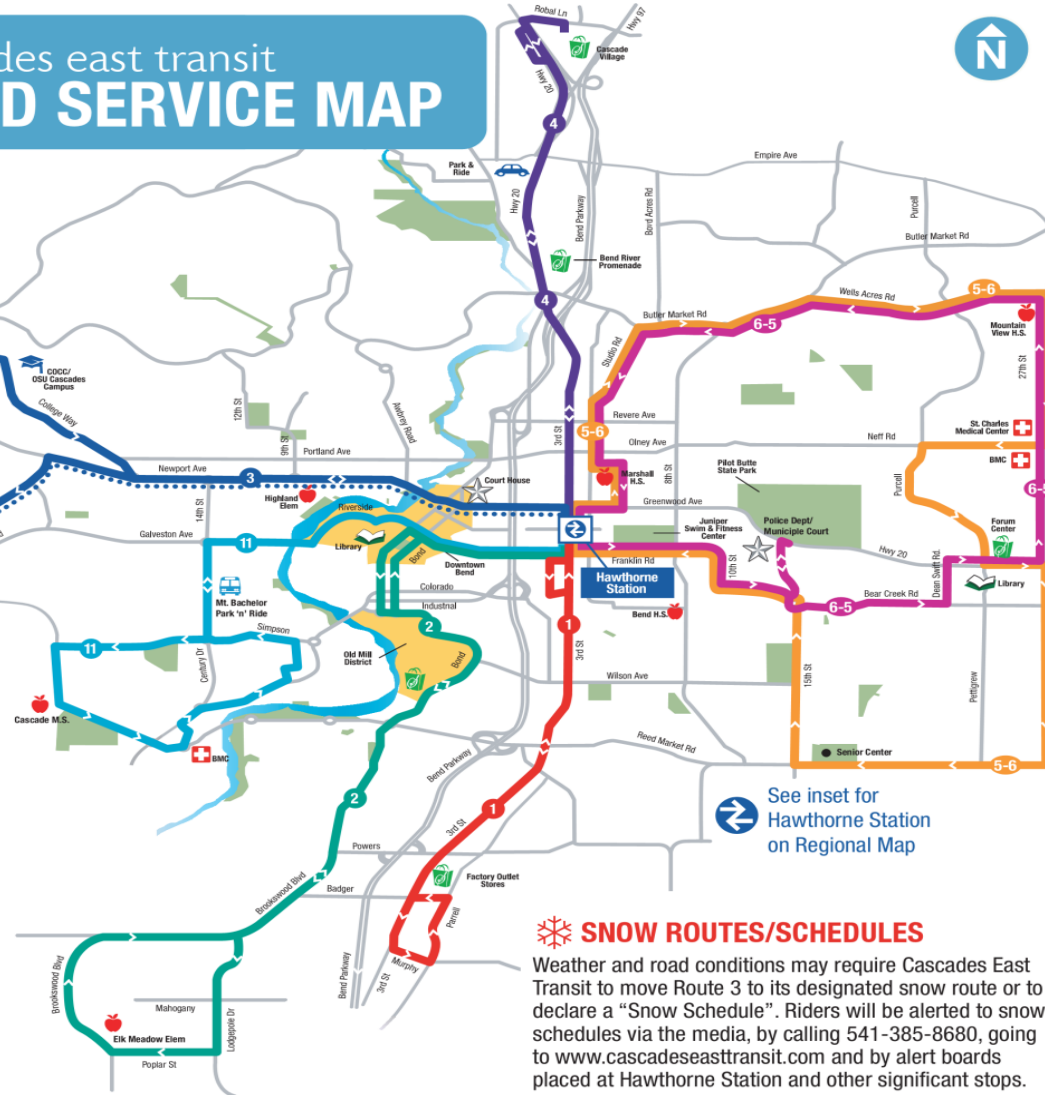 des east transit
D SERVICE MAP
N
Robal Ln
Hwy 97
Cascade
Village
Hwy 20
4
Park &
Ride
Empire Ave
Hwy 20
Bend Parkway
Purcell
Butler Market Rd
Bend River
Promenade
4
Butler Market Rd
Wells Acres Rd
5-6
6-5
Mountain
View H.S.
27th St
Studio Rd
COCC/
OSU Cascades
Campus
College Way
12th St
9th St
Awbrey Road
Portland Ave
Revere Ave
5-6
Olney Ave
3rd St
8th St
Neff Rd
St. Charles
Medical Center
BMC
Pilot Butte
State Park
Newport Ave
3
Highland
Elem
Court House
Marshall
H.S.
Greenwood Ave
Purcell
14th St
Riverside
Galveston Ave
11
Library
Bond
Downtown
Bend
Juniper
Swim & Fitness
Center
Police Dept/
Municiple Court
Forum
Center
Hwy 20
Franklin Rd
10th St
Hawthorne
Station
Dean Swift Rd.
Library
Bear Creek Rd
6-5
Mt. Bachelor
Park 'n' Ride
Colorado
Industrial
2
Bend H.S.
1
Simpson
11
Century Dr
Old Mill
District
Bond
3rd St
Wilson Ave
15th St
Pettigrew
Cascade M.S.
BMC
Reed Market Rd
Senior Center
5-6
Bend Parkway
2
1
3rd St
See inset for
Hawthorne Station
on Regional Map
Powers
Badger
Brookswood Blvd
Factory Outlet
Stores
Parrell
Murphy
3rd St
Bend Parkway
Brookswood Blvd
Mahogany
Lodgepole Dr
Elk Meadow Elem
Poplar St
SNOW ROUTES/SCHEDULES
Weather and road conditions may require Cascades East
Transit to move Route 3 to its designated snow route or to
declare a “Snow Schedule”. Riders will be alerted to snow
schedules via the media, by calling 541-385-8680, going
to www.cascadeseasttransit.com and by alert boards
placed at Hawthorne Station and other significant stops.